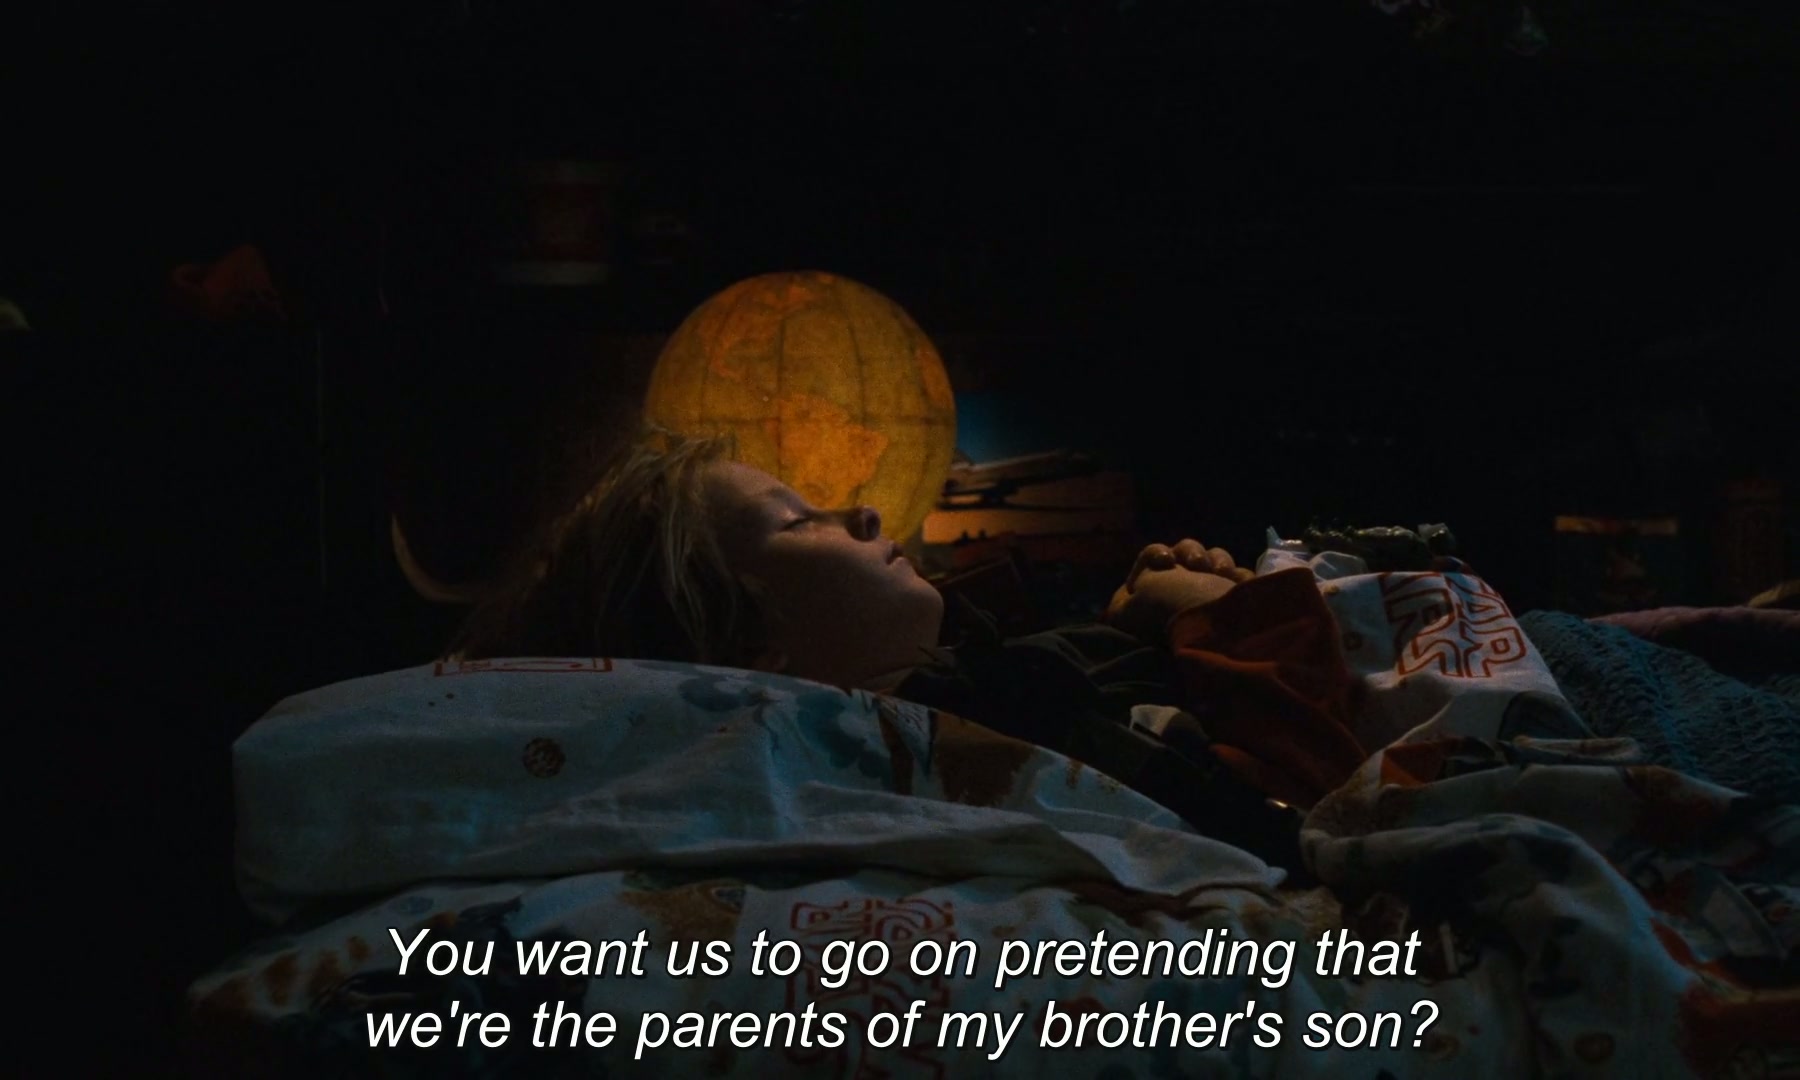 You want us to go on pretending that
we're the parents of my brother's son?